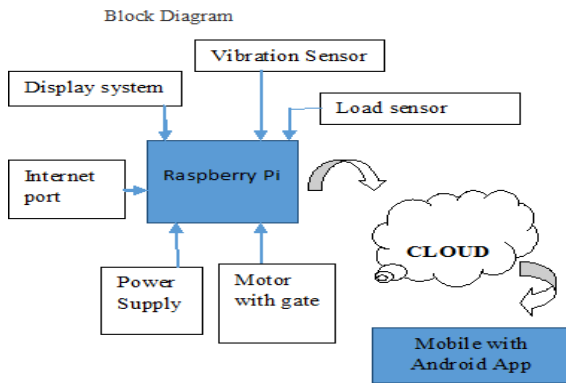 Block Diagram
Vibration Sensor
Display system
Load sensor
Internet
port
Raspberry Pi
Power
Supply
Motor
with gate
CLOUD
Mobile with
Android App